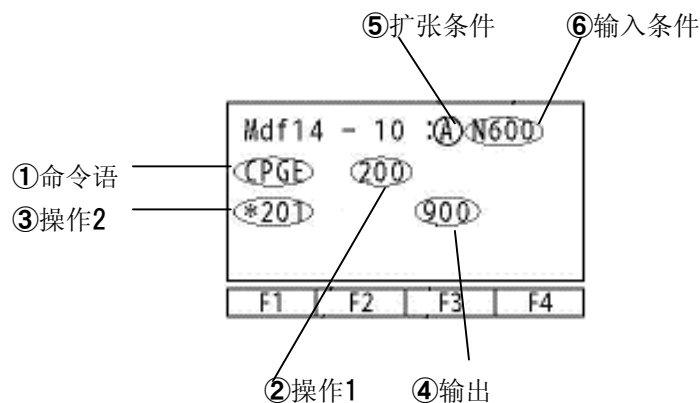 ⑤扩张条件 ⑥输入条件
Mdf14 - 10 :A N600
①命令语 CPGE 200
③操作2 *201 900
F1 F2 F3 F4
②操作1 ④输出